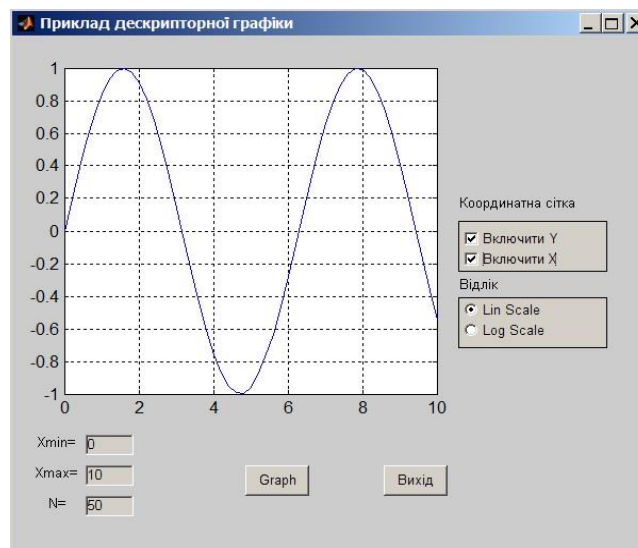 Приклад дескрипторної графіки
1
0.8
0.6
0.4
0.2
0
-0.2
-0.4
-0.6
-0.8
-1
0 2 4 6 8 10
Координатна сітка
Включити Y
Включити X
Відлік
Lin Scale
Log Scale
Xmin= 0
Xmax= 10
N= 50
Graph
Вихід